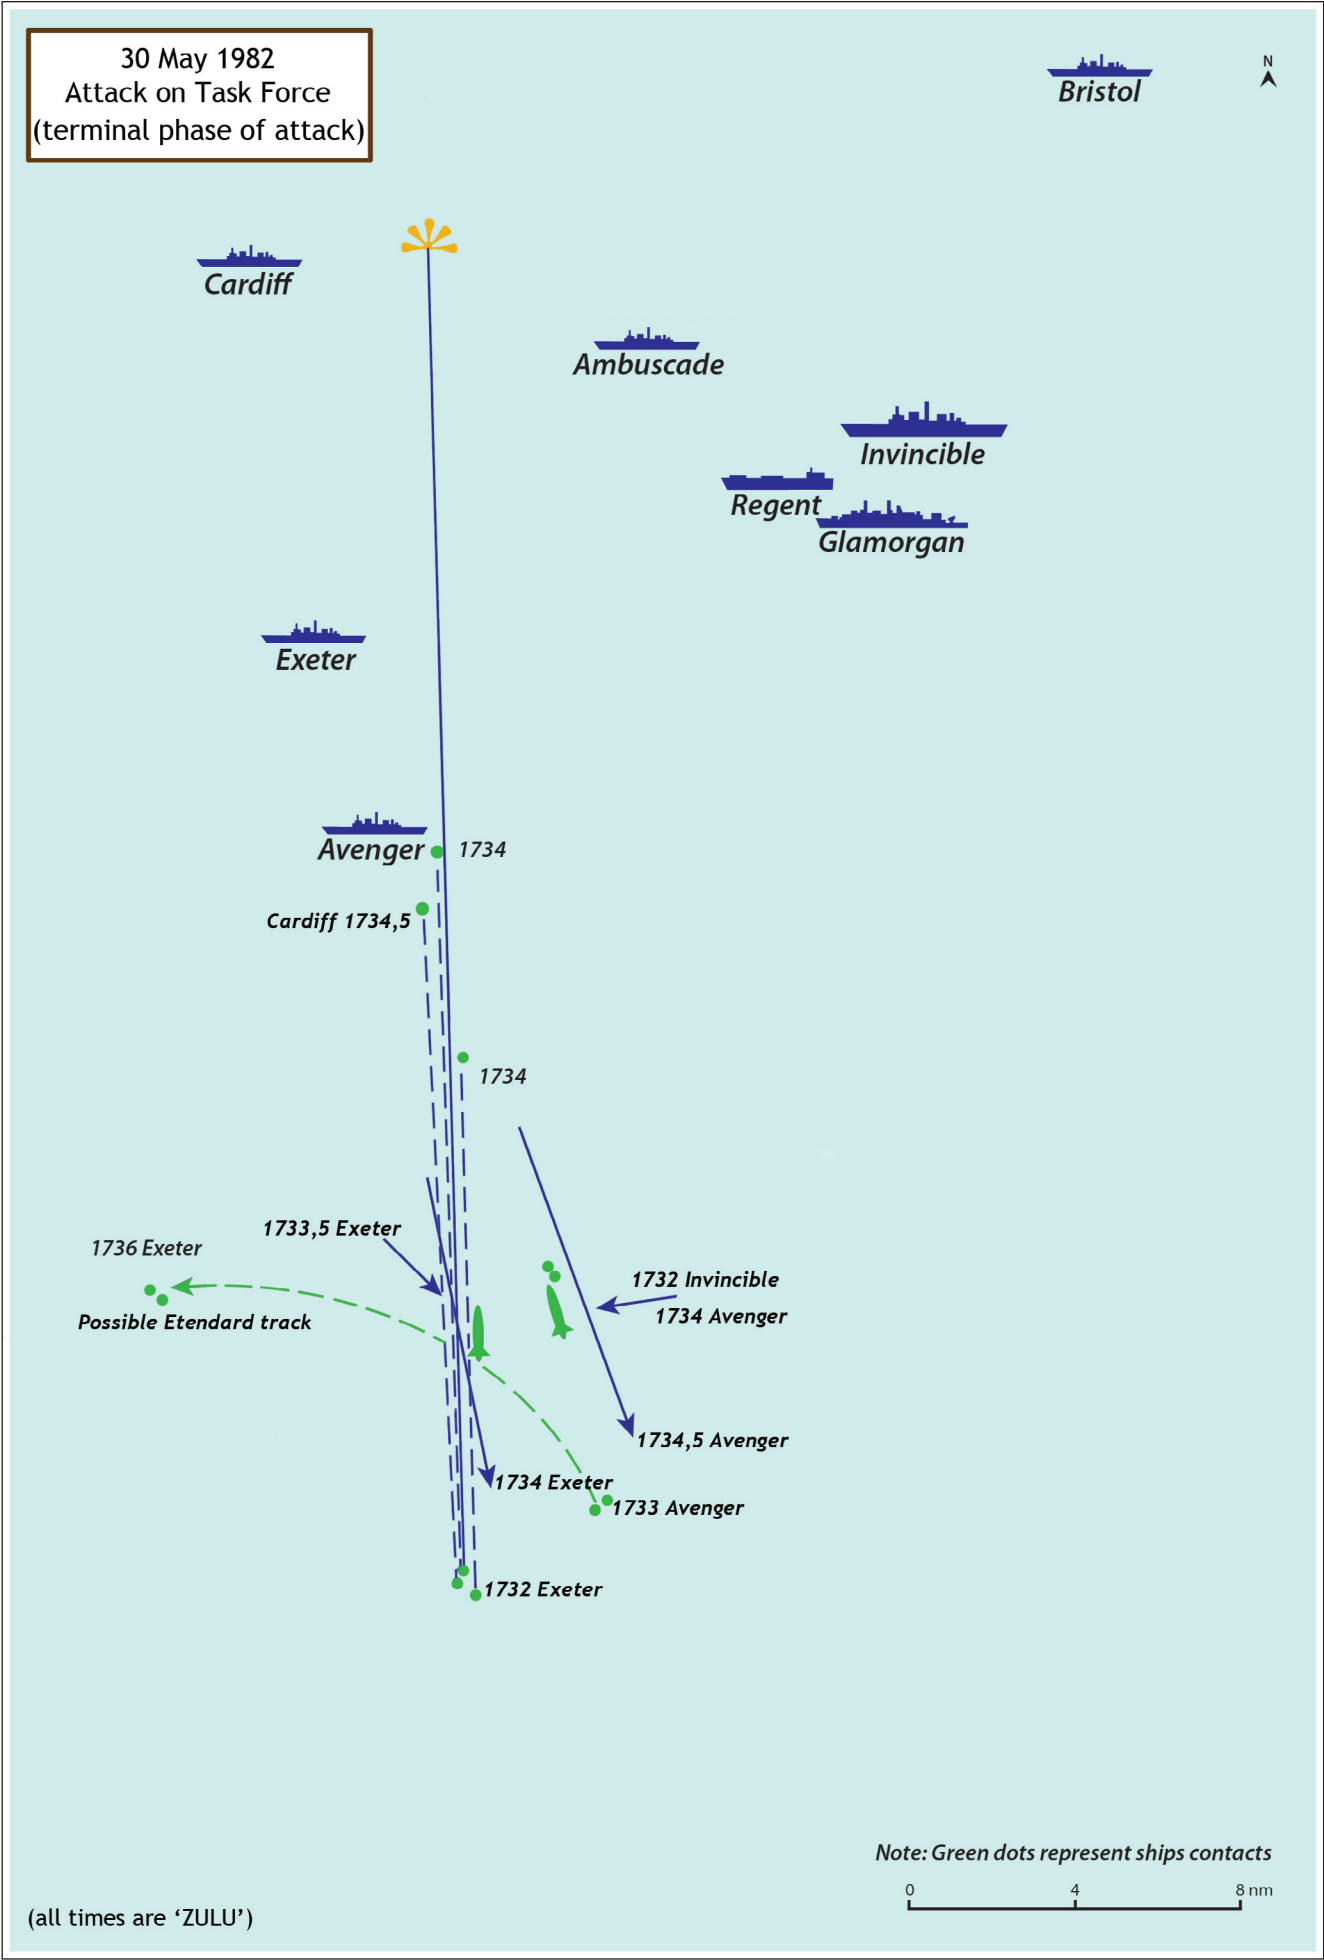 30 May 1982
Attack on Task Force
(terminal phase of attack)
Bristol
N
Cardiff
Ambuscade
Invincible
Regent
Glamorgan
Exeter
Avenger
1734
Cardiff 1734,5
1734
1733,5 Exeter
1736 Exeter
Possible Etendard track
1732 Invincible
1734 Avenger
1734,5 Avenger
1734 Exeter
1733 Avenger
1732 Exeter
Note: Green dots represent ships contacts
0 4 8 nm
(all times are ‘ZULU’)